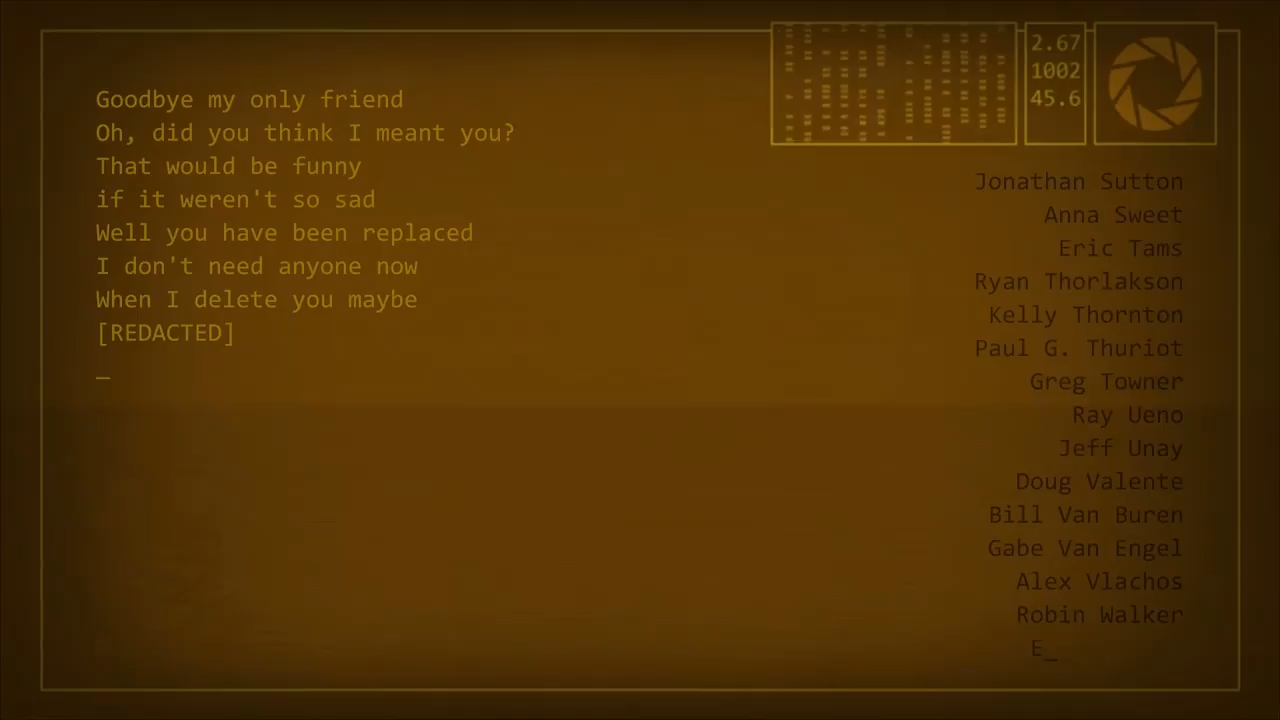 Goodbye my only friend
Oh, did you think I meant you?
That would be funny
if it weren't so sad
Well you have been replaced
I don't need anyone now
When I delete you maybe
[REDACTED]
_
2.67
1002
45.6
Jonathan Sutton
Anna Sweet
Eric Tams
Ryan Thorlakson
Kelly Thornton
Paul G. Thuriot
Greg Towner
Ray Ueno
Jeff Unay
Doug Valente
Bill Van Buren
Gabe Van Engel
Alex Vlachos
Robin Walker
E_